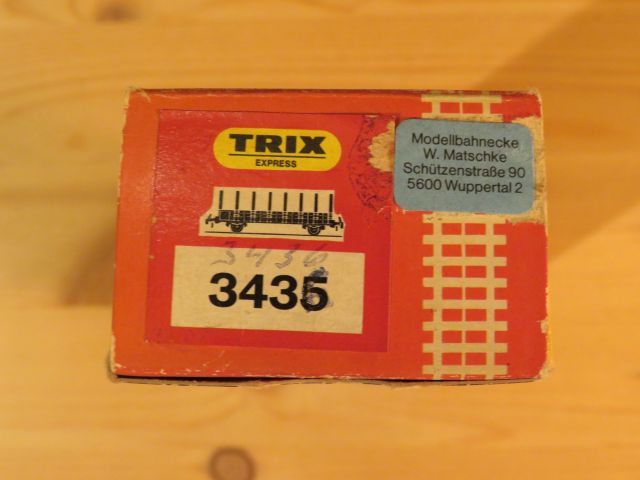 TRIX
EXPRESS
Modellbahnecke
W. Matschke
Schützenstraße 90
5600 Wuppertal 2
3436
3435